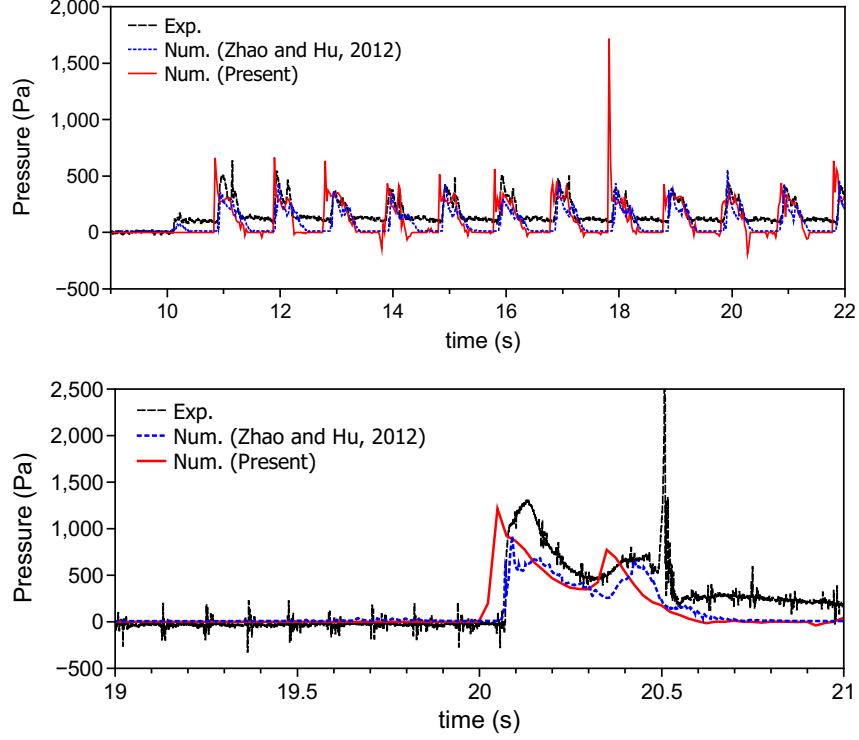 2,000
1,500
1,000
500
0
−500
Pressure (Pa)
Exp.
Num. (Zhao and Hu, 2012)
Num. (Present)
10 12 14 16 18 20 22
time (s)
2,500
2,000
1,500
1,000
500
0
−500
Pressure (Pa)
Exp.
Num. (Zhao and Hu, 2012)
Num. (Present)
19 19.5 20 20.5 21
time (s)